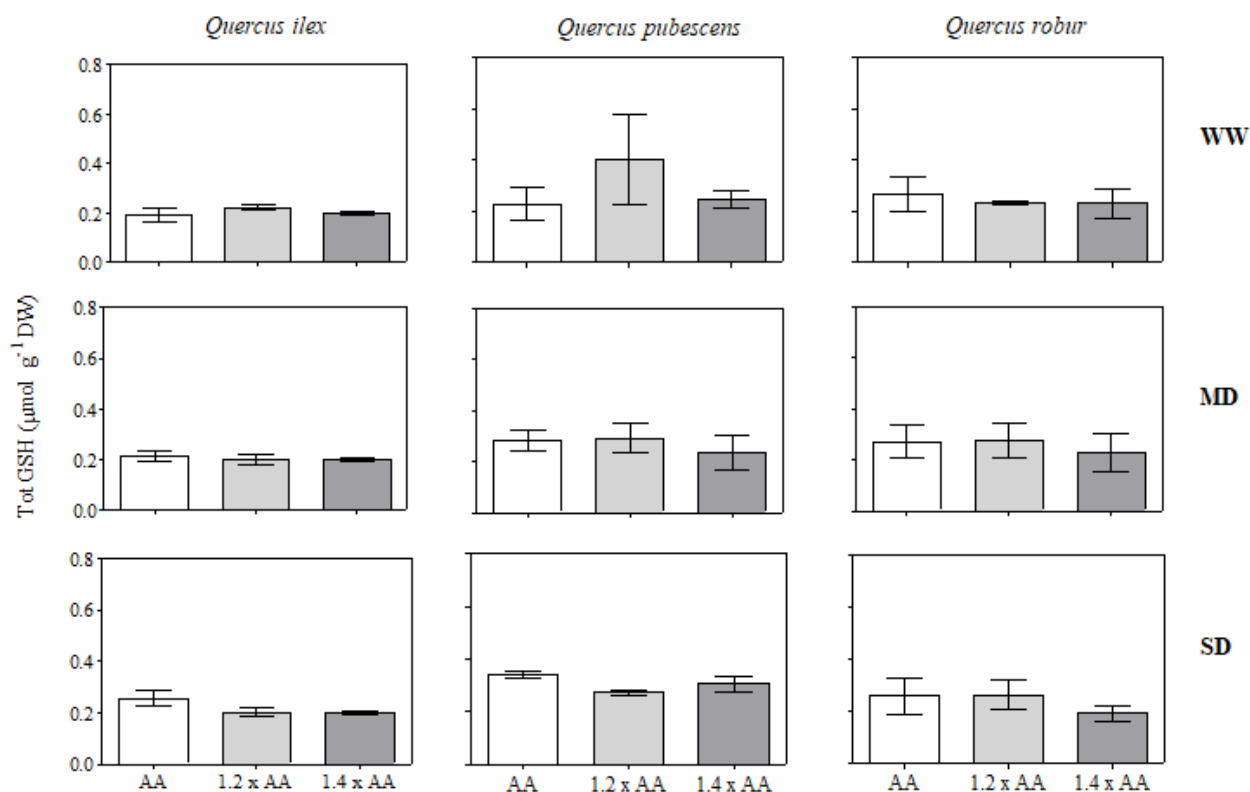 Quercus ilex
Quercus pubescens
Quercus robur
Tot GSH (µmol g⁻¹ DW)
0.8
0.6
0.4
0.2
0.0
WW
0.8
0.6
0.4
0.2
0.0
MD
0.8
0.6
0.4
0.2
0.0
SD
AA 1.2 x AA 1.4 x AA
AA 1.2 x AA 1.4 x AA
AA 1.2 x AA 1.4 x AA